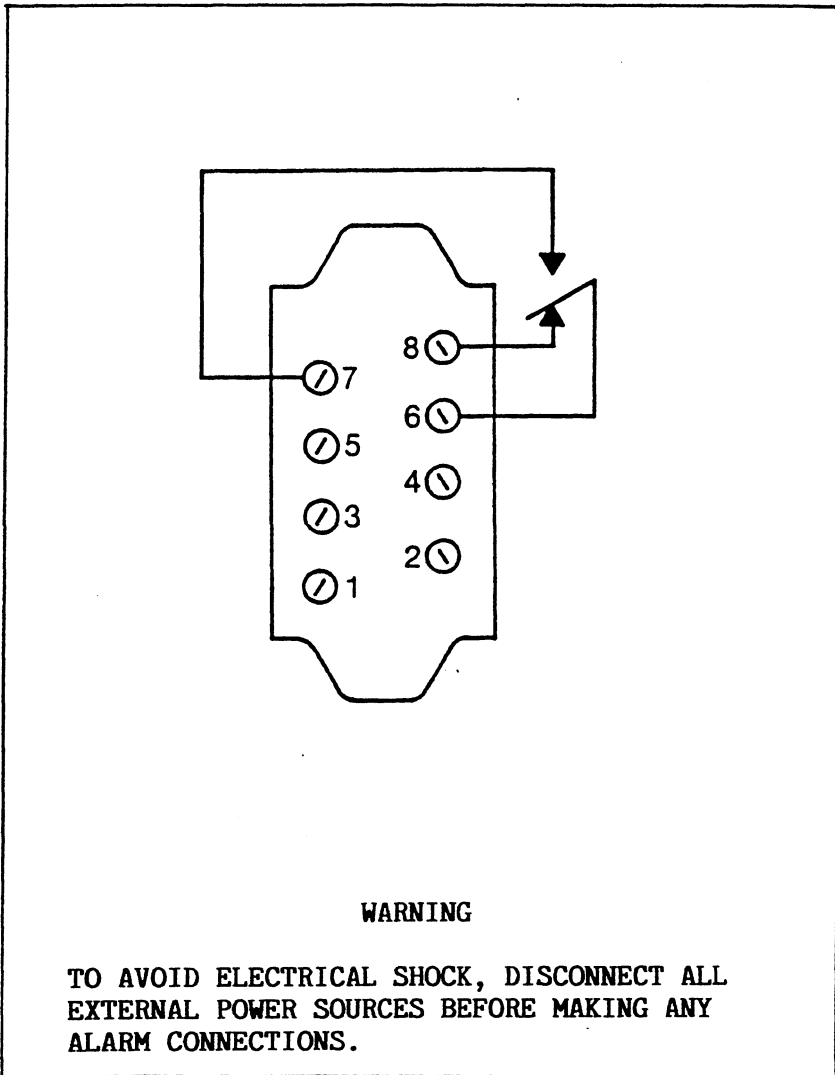 8
7
6
5
4
3
2
1
WARNING
TO AVOID ELECTRICAL SHOCK, DISCONNECT ALL
EXTERNAL POWER SOURCES BEFORE MAKING ANY
ALARM CONNECTIONS.